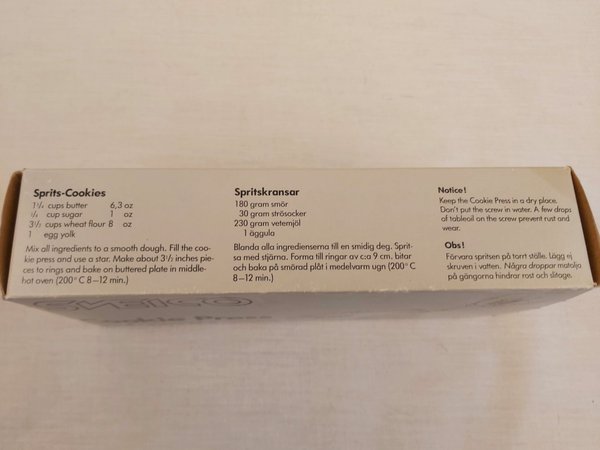 Sprits-Cookies
1¼ cups butter 6,3 oz
¼ cup sugar 1 oz
3½ cups wheat flour 8 oz
1 egg yolk
Mix all ingredients to a smooth dough. Fill the coo-
kie press and use a star. Make about 3½ inches pie-
ces to rings and bake on buttered plate in middle-
hot oven (200° C 8–12 min.)
Spritskransar
180 gram smör
30 gram strösocker
230 gram vetemjöl
1 äggula
Blanda alla ingredienserna till en smidig deg. Sprit-
sa med stjärna. Forma till ringar av c:a 9 cm. bitar
och baka på smörad plåt i medelvarm ugn (200° C
8–12 min.)
Notice!
Keep the Cookie Press in a dry place.
Don't put the screw in water. A few drops
of tableoil on the screw prevent rust and
wear.
Obs!
Förvara spritsen på torrt ställe. Lägg ej
skruven i vatten. Några droppar matolja
på gängorna hindrar rost och slitage.
Press